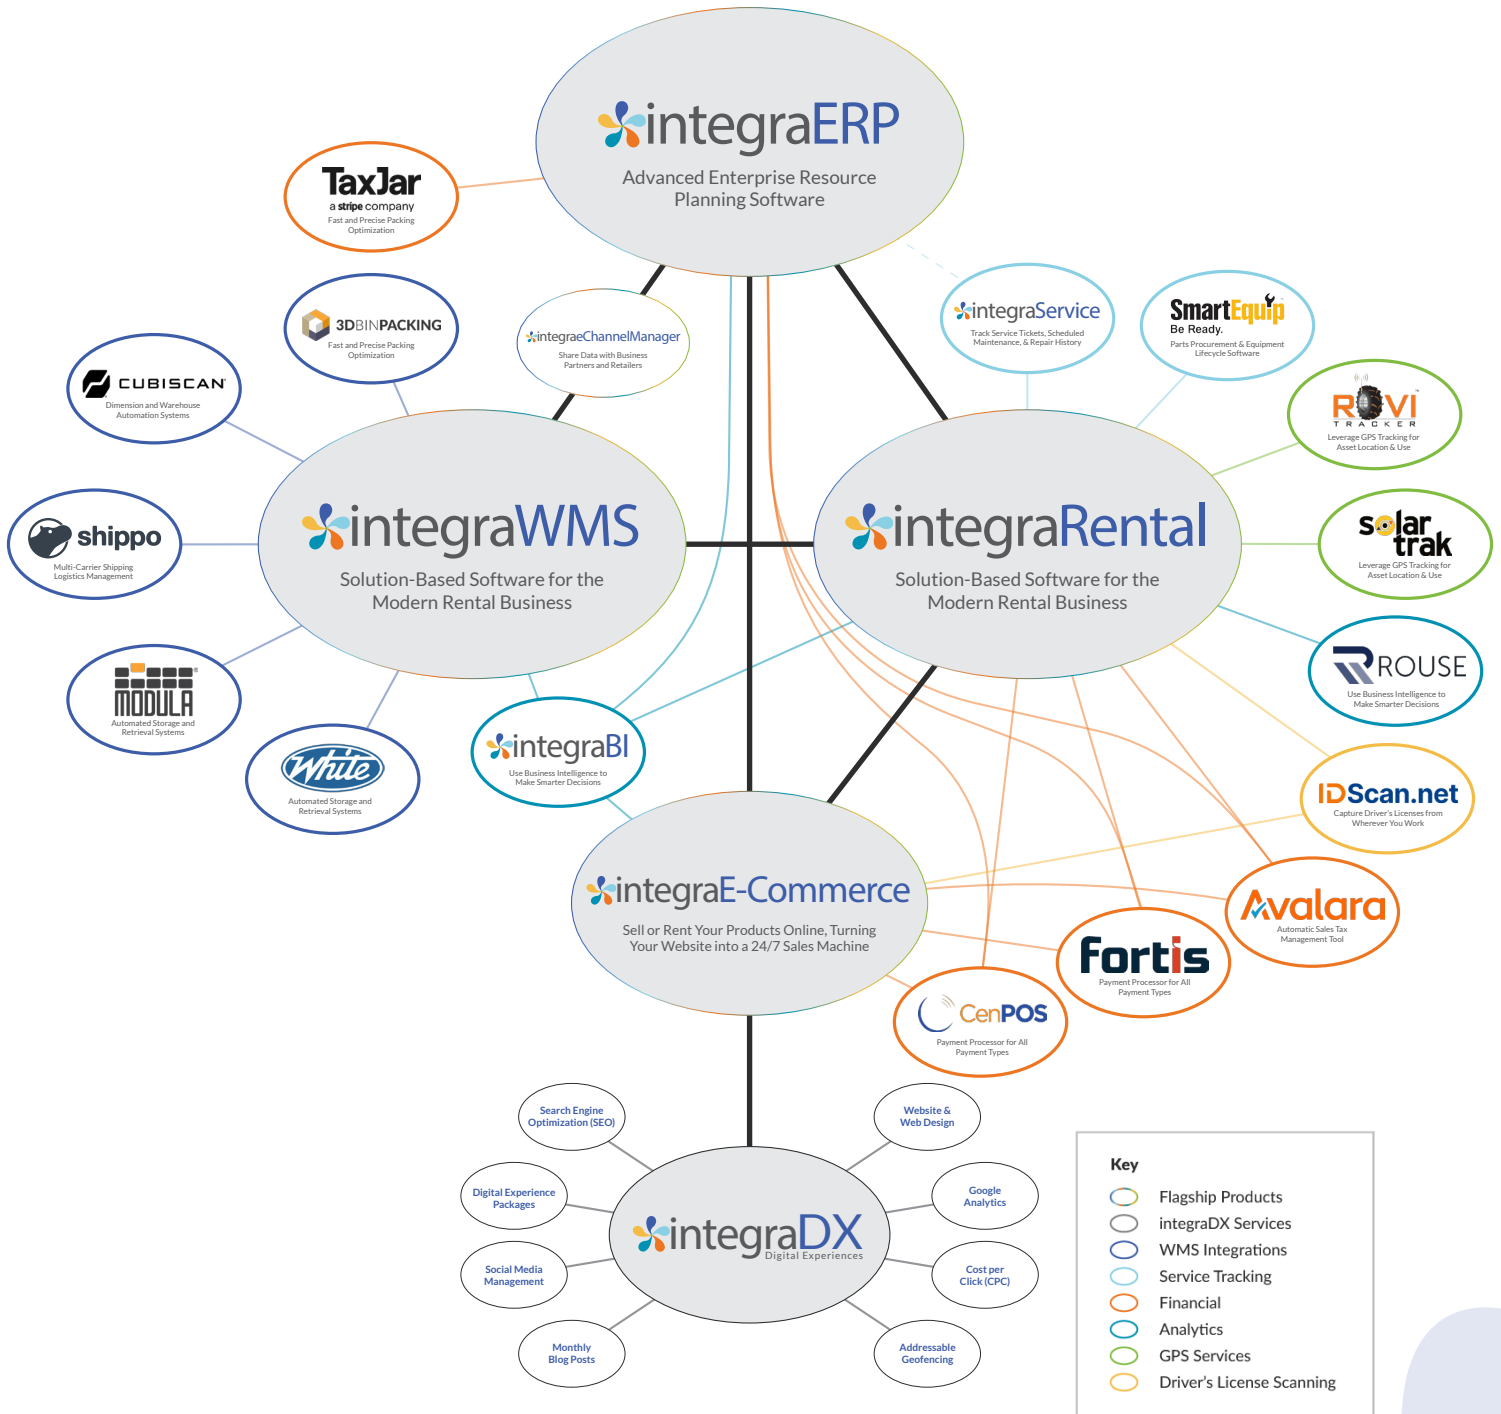 integraERP
Advanced Enterprise Resource
Planning Software
TaxJar
a stripe company
Fast and Precise Packing
Optimization
3DBINPACKING
Fast and Precise Packing
Optimization
integraeChannelManager
Share Data with Business
Partners and Retailers
integraService
Track Service Tickets, Scheduled
Maintenance, & Repair History
SmartEquip
Be Ready.
Parts Procurement & Equipment
Lifecycle Software
CUBISCAN
Dimension and Warehouse
Automation Systems
ROVI
TRACKER
Leverage GPS Tracking for
Asset Location & Use
integraWMS
Solution-Based Software for the
Modern Rental Business
integraRental
Solution-Based Software for the
Modern Rental Business
shippo
Multi-Carrier Shipping
Logistics Management
solar
trak
Leverage GPS Tracking for
Asset Location & Use
MODULA®
Automated Storage and
Retrieval Systems
ROUSE
Use Business Intelligence to
Make Smarter Decisions
White
Automated Storage and
Retrieval Systems
integraBI
Use Business Intelligence to
Make Smarter Decisions
IDScan.net
Capture Driver's Licenses from
Wherever You Work
integraE-Commerce
Sell or Rent Your Products Online, Turning
Your Website into a 24/7 Sales Machine
Avalara
Automatic Sales Tax
Management Tool
fortis
Payment Processor for All
Payment Types
CenPOS
Payment Processor for All
Payment Types
Search Engine
Optimization (SEO)
Website &
Web Design
Digital Experience
Packages
Google
Analytics
integraDX
Digital Experiences
Social Media
Management
Cost per
Click (CPC)
Monthly
Blog Posts
Addressable
Geofencing
Key
Flagship Products
integraDX Services
WMS Integrations
Service Tracking
Financial
Analytics
GPS Services
Driver's License Scanning